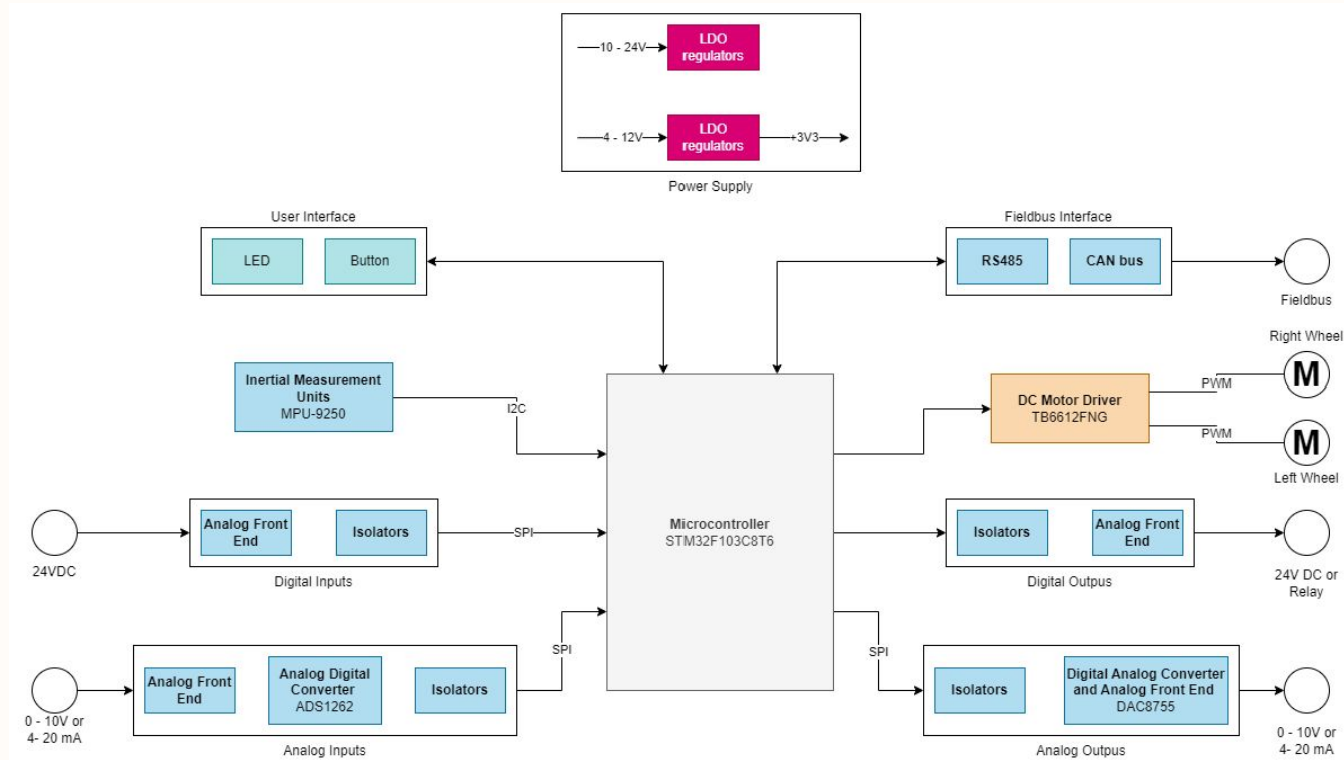 10 - 24V
LDO
regulators
4 - 12V
LDO
regulators
+3V3
Power Supply
User Interface
LED
Button
Fieldbus Interface
RS485
CAN bus
Fieldbus
Inertial Measurement
Units
MPU-9250
I2C
Right Wheel
M
PWM
DC Motor Driver
TB6612FNG
PWM
M
Left Wheel
24VDC
Analog Front
End
Isolators
Digital Inputs
SPI
Microcontroller
STM32F103C8T6
Isolators
Analog Front
End
Digital Outpus
24V DC or
Relay
0 - 10V or
4- 20 mA
Analog Front
End
Analog Digital
Converter
ADS1262
Isolators
Analog Inputs
SPI
SPI
Isolators
Digital Analog Converter
and Analog Front End
DAC8755
Analog Outpus
0 - 10V or
4- 20 mA